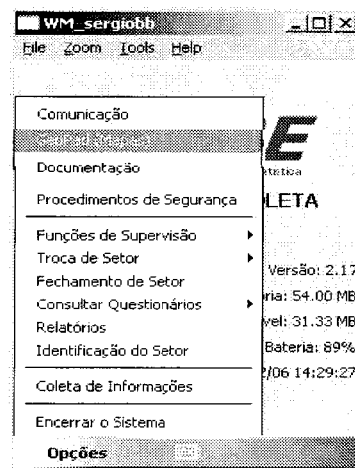 WM_sergiobb
File Zoom Tools Help
Comunicação
E
Documentação
tística
Procedimentos de Segurança
LETA
Funções de Supervisão
Troca de Setor
Versão: 2.17
Fechamento de Setor
ria: 54.00 MB
Consultar Questionários
vel: 31.33 MB
Relatórios
Identificação do Setor
Bateria: 89%
/06 14:29:27
Coleta de Informações
Encerrar o Sistema
Opções